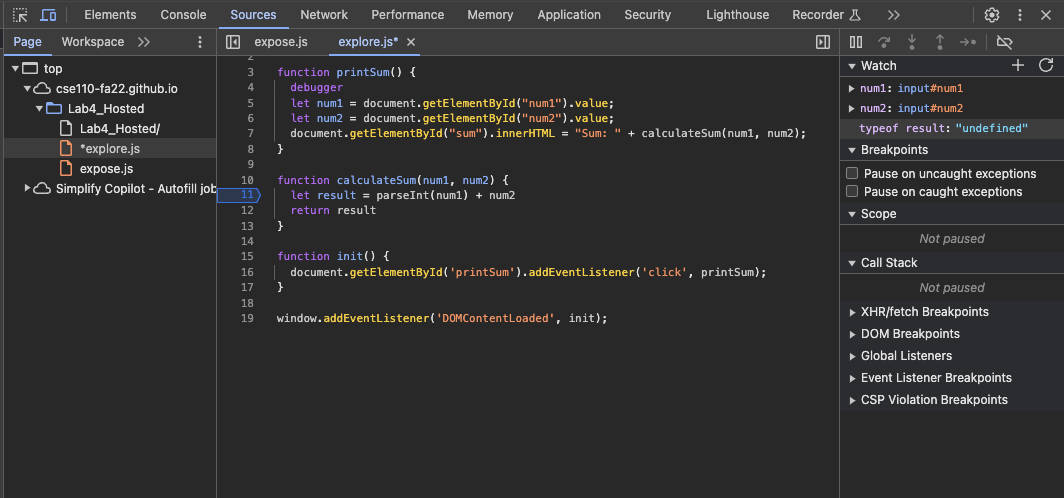 Elements Console Sources Network Performance Memory Application Security Lighthouse Recorder
Page Workspace
expose.js explore.js*
top
cse110-fa22.github.io
Lab4_Hosted
Lab4_Hosted/
*explore.js
expose.js
Simplify Copilot - Autofill job
2
3 function printSum() {
4 debugger
5 let num1 = document.getElementById("num1").value;
6 let num2 = document.getElementById("num2").value;
7 document.getElementById("sum").innerHTML = "Sum: " + calculateSum(num1, num2);
8 }
9
10 function calculateSum(num1, num2) {
11 let result = parseInt(num1) + num2
12 return result
13 }
14
15 function init() {
16 document.getElementById('printSum').addEventListener('click', printSum);
17 }
18
19 window.addEventListener('DOMContentLoaded', init);
Watch
num1: input#num1
num2: input#num2
typeof result: "undefined"
Breakpoints
Pause on uncaught exceptions
Pause on caught exceptions
Scope
Not paused
Call Stack
Not paused
XHR/fetch Breakpoints
DOM Breakpoints
Global Listeners
Event Listener Breakpoints
CSP Violation Breakpoints